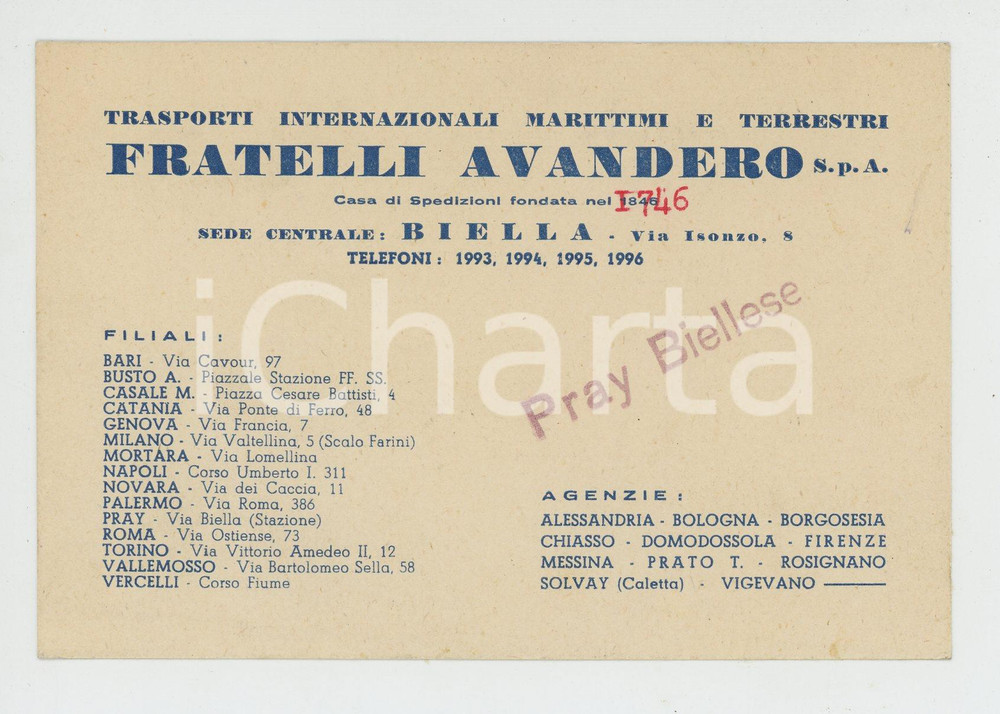 TRASPORTI INTERNAZIONALI MARITTIMI E TERRESTRI
FRATELLI AVANDERO S.p.A.
Casa di Spedizioni fondata nel 1846
I746
SEDE CENTRALE: BIELLA - Via Isonzo, 8
TELEFONI: 1993, 1994, 1995, 1996
iCharta
Pray Biellese
FILIALI:
BARI - Via Cavour, 97
BUSTO A. - Piazzale Stazione FF. SS.
CASALE M. - Piazza Cesare Battisti, 4
CATANIA - Via Ponte di Ferro, 48
GENOVA - Via Francia, 7
MILANO - Via Valtellina, 5 (Scalo Farini)
MORTARA - Via Lomellina
NAPOLI - Corso Umberto I. 311
NOVARA - Via dei Caccia, 11
PALERMO - Via Roma, 386
PRAY - Via Biella (Stazione)
ROMA - Via Ostiense, 73
TORINO - Via Vittorio Amedeo II, 12
VALLEMOSSO - Via Bartolomeo Sella, 58
VERCELLI - Corso Fiume
AGENZIE:
ALESSANDRIA - BOLOGNA - BORGOSESIA
CHIASSO - DOMODOSSOLA - FIRENZE
MESSINA - PRATO T. - ROSIGNANO
SOLVAY (Caletta) - VIGEVANO